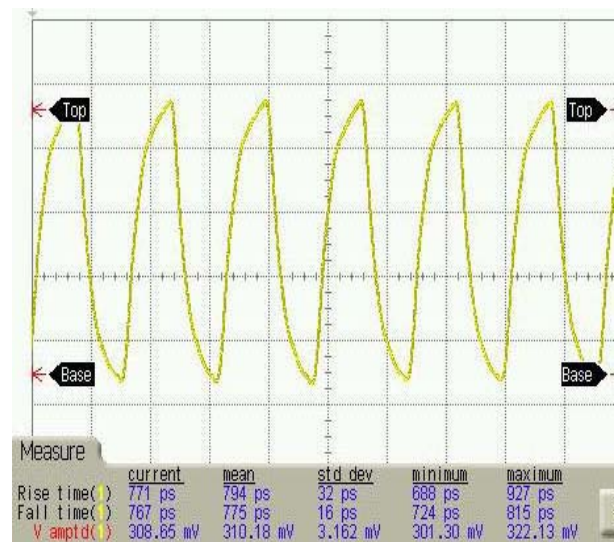 Top Top
Base Base
Measure
current mean std dev minimum maximum
Rise time(1) 771 ps 794 ps 32 ps 688 ps 927 ps
Fall time(1) 767 ps 775 ps 16 ps 724 ps 815 ps
V amptd(1) 308.65 mV 310.18 mV 3.162 mV 301.30 mV 322.13 mV